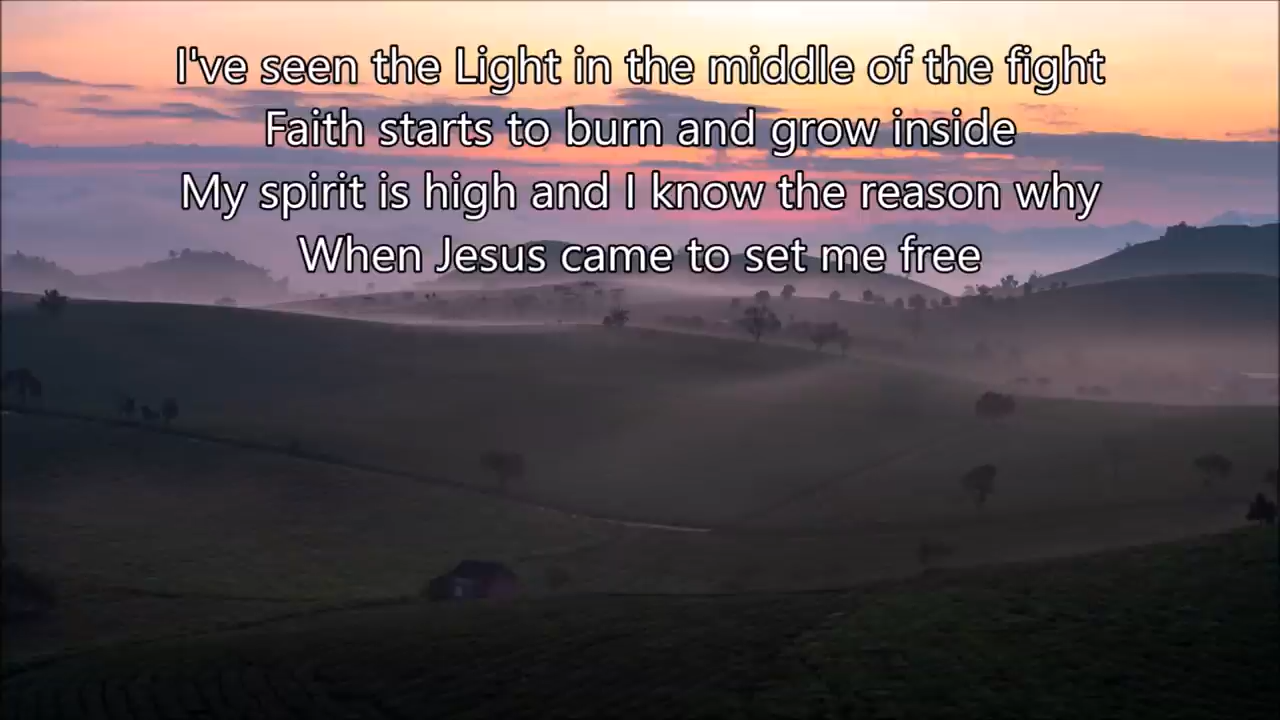 I've seen the Light in the middle of the fight
Faith starts to burn and grow inside
My spirit is high and I know the reason why
When Jesus came to set me free